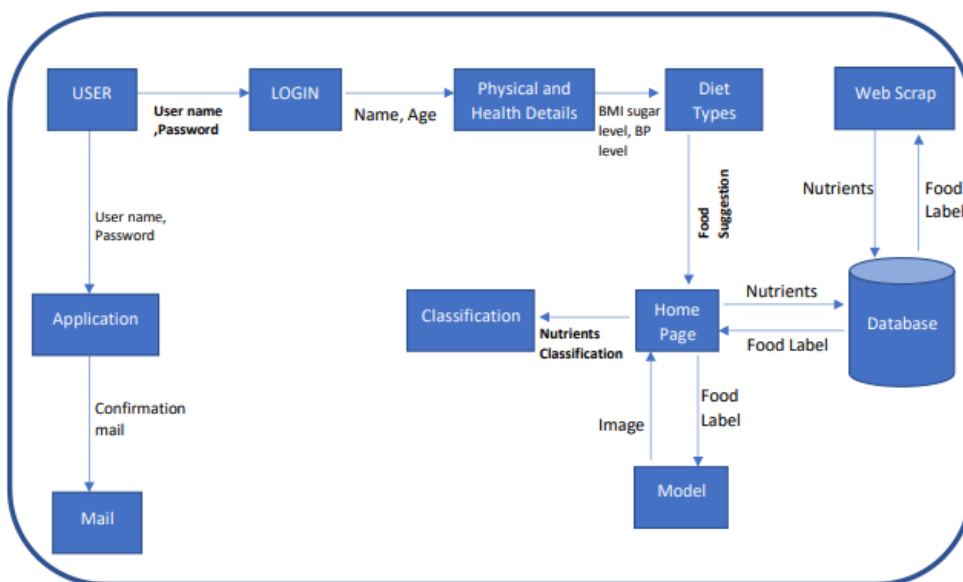 USER
User name
,Password
LOGIN
Name, Age
Physical and
Health Details
BMI sugar
level, BP
level
Diet
Types
Web Scrap
Nutrients
Food
Label
User name,
Password
Food
Suggestion
Application
Classification
Nutrients
Classification
Home
Page
Nutrients
Food Label
Database
Confirmation
mail
Image
Food
Label
Mail
Model